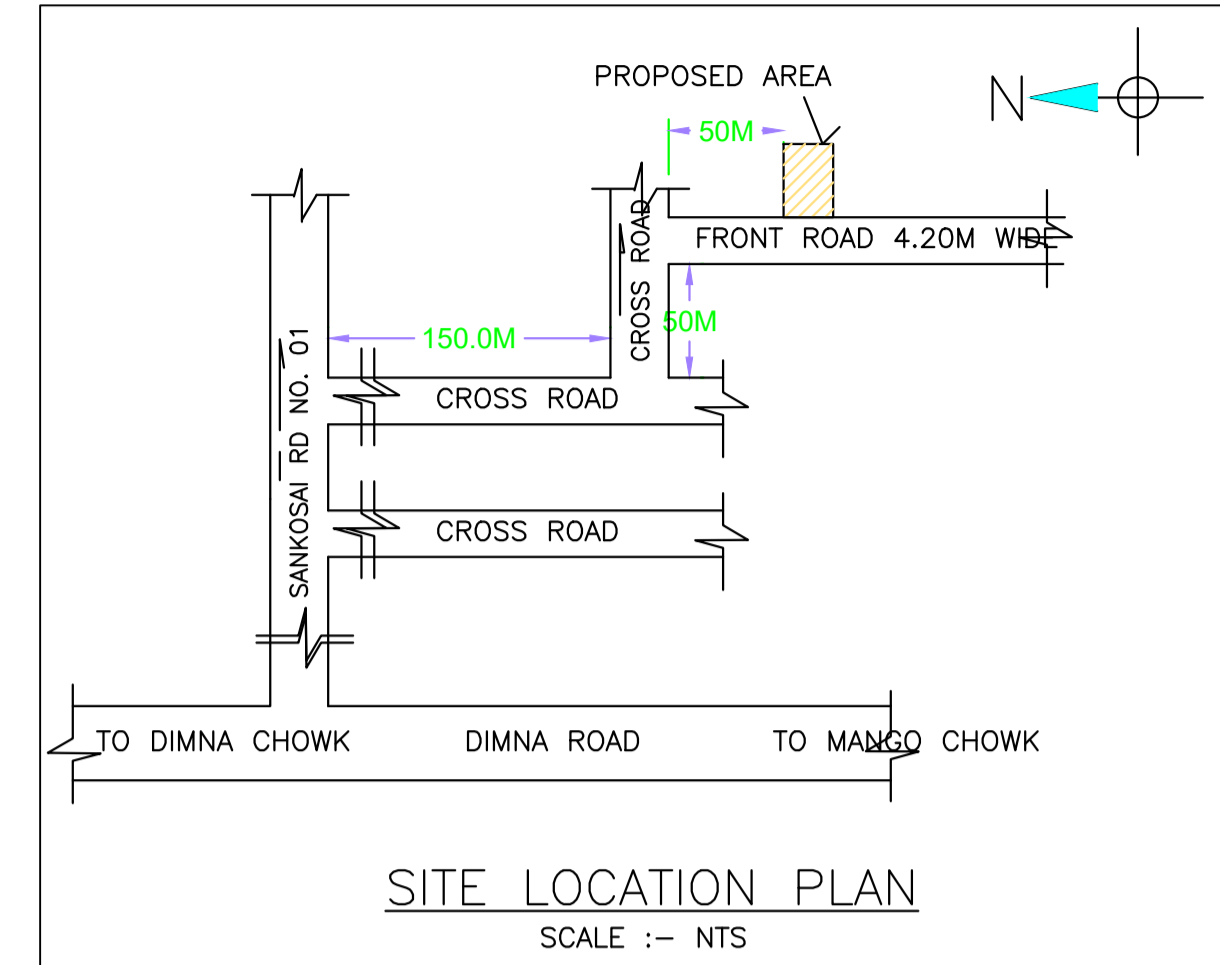 PROPOSED AREA
N
50M
FRONT ROAD 4.20M WIDE
CROSS ROAD
50M
150.0M
SANKOSAI RD NO. 01
CROSS ROAD
CROSS ROAD
TO DIMNA CHOWK
DIMNA ROAD
TO MANGO CHOWK
SITE LOCATION PLAN
SCALE :- NTS